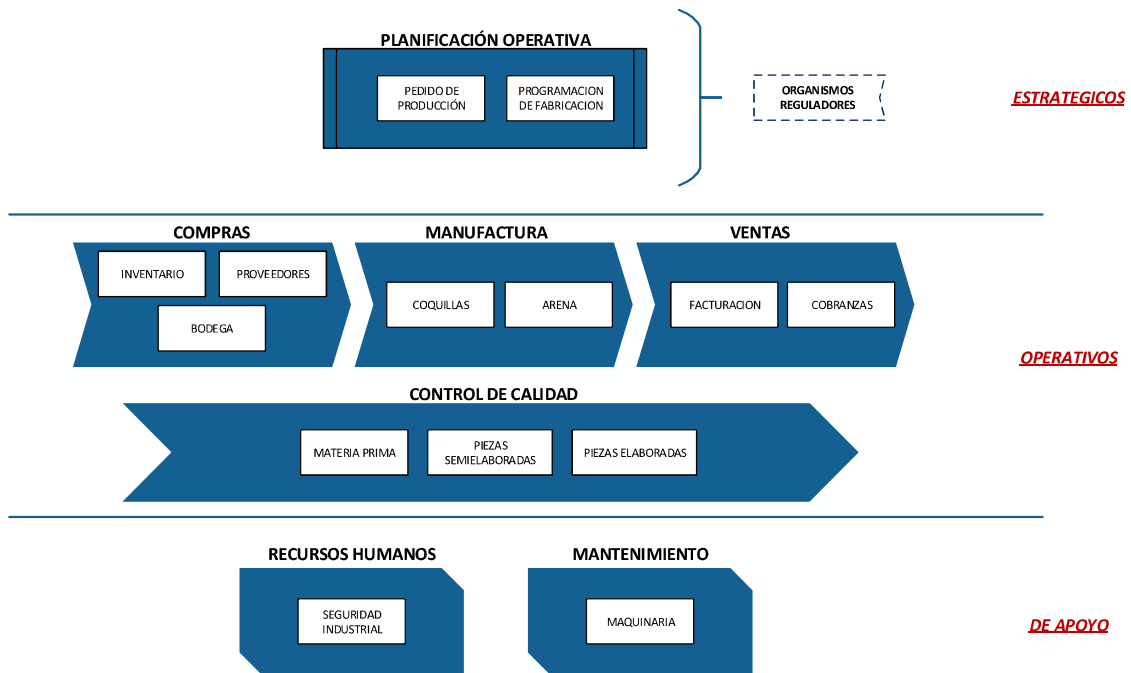 PLANIFICACIÓN OPERATIVA
PEDIDO DE
PRODUCCIÓN
PROGRAMACION
DE FABRICACION
ORGANISMOS
REGULADORES
ESTRATEGICOS
COMPRAS
INVENTARIO
PROVEEDORES
BODEGA
MANUFACTURA
COQUILLAS
ARENA
VENTAS
FACTURACION
COBRANZAS
OPERATIVOS
CONTROL DE CALIDAD
MATERIA PRIMA
PIEZAS
SEMIELABORADAS
PIEZAS ELABORADAS
RECURSOS HUMANOS
SEGURIDAD
INDUSTRIAL
MANTENIMIENTO
MAQUINARIA
DE APOYO